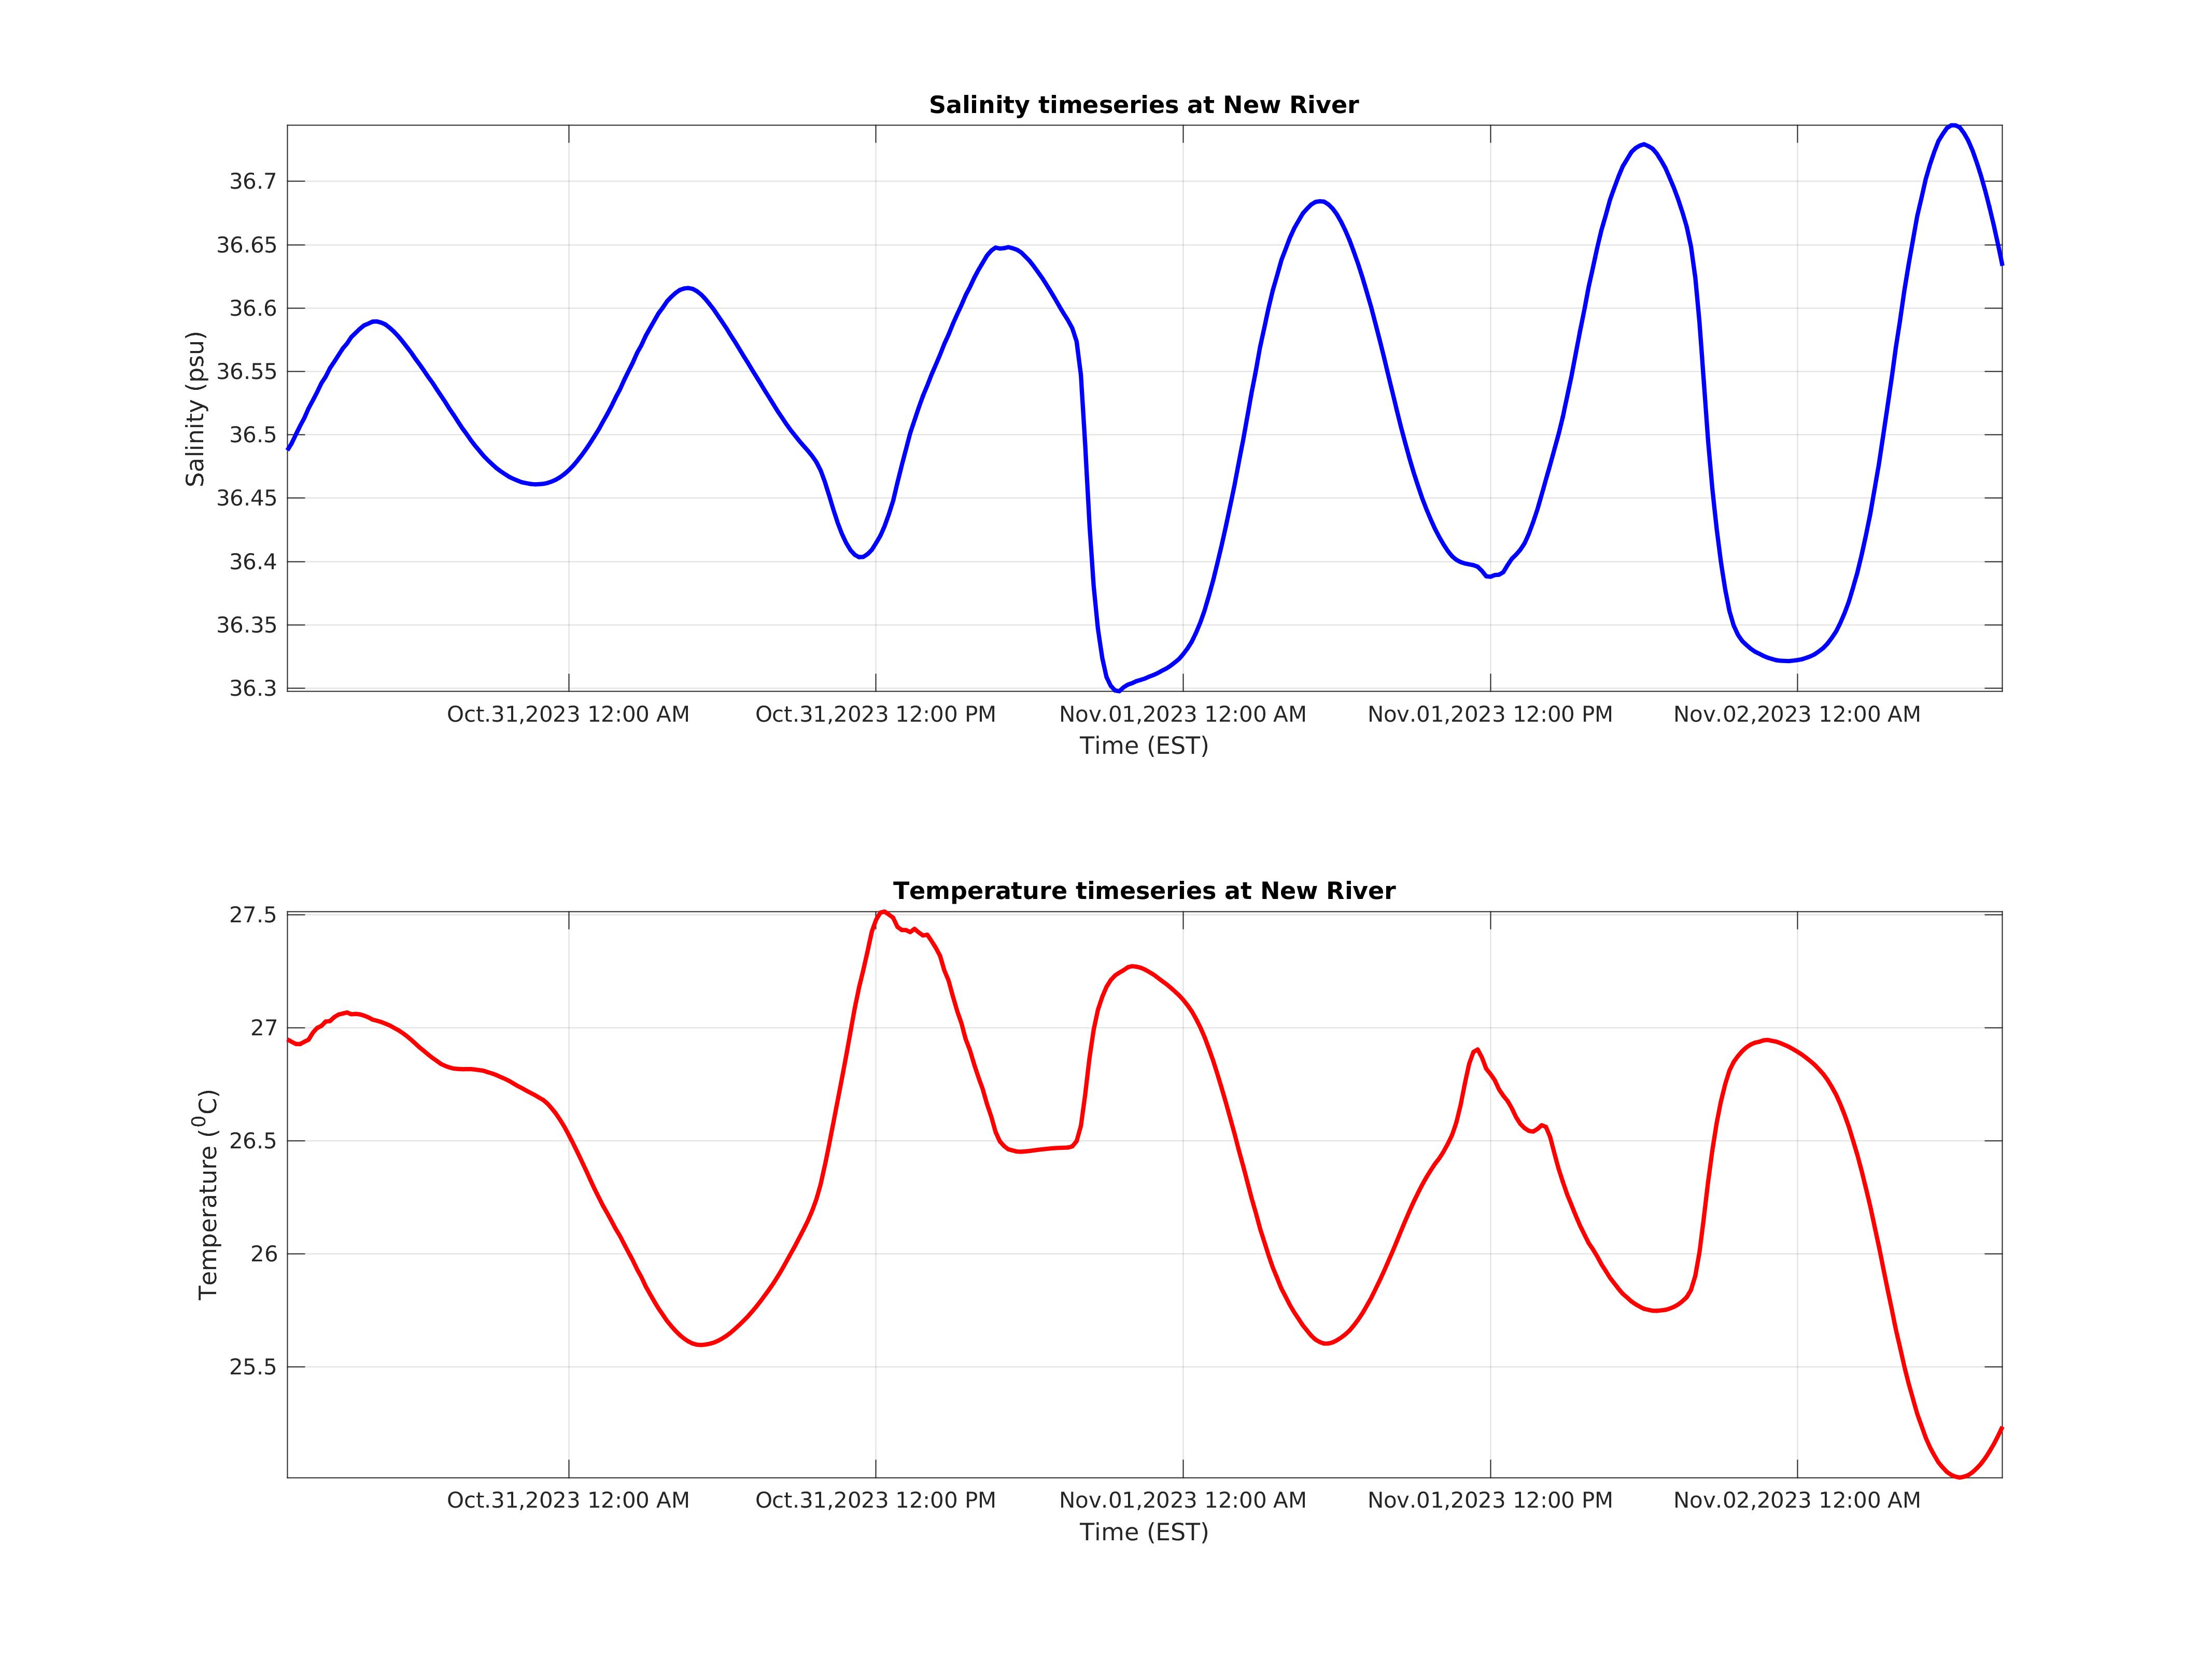 Salinity timeseries at New River
Salinity (psu)
36.7
36.65
36.6
36.55
36.5
36.45
36.4
36.35
36.3
Oct.31,2023 12:00 AM Oct.31,2023 12:00 PM Nov.01,2023 12:00 AM Nov.01,2023 12:00 PM Nov.02,2023 12:00 AM
Time (EST)
Temperature timeseries at New River
Temperature (⁰C)
27.5
27
26.5
26
25.5
Oct.31,2023 12:00 AM Oct.31,2023 12:00 PM Nov.01,2023 12:00 AM Nov.01,2023 12:00 PM Nov.02,2023 12:00 AM
Time (EST)